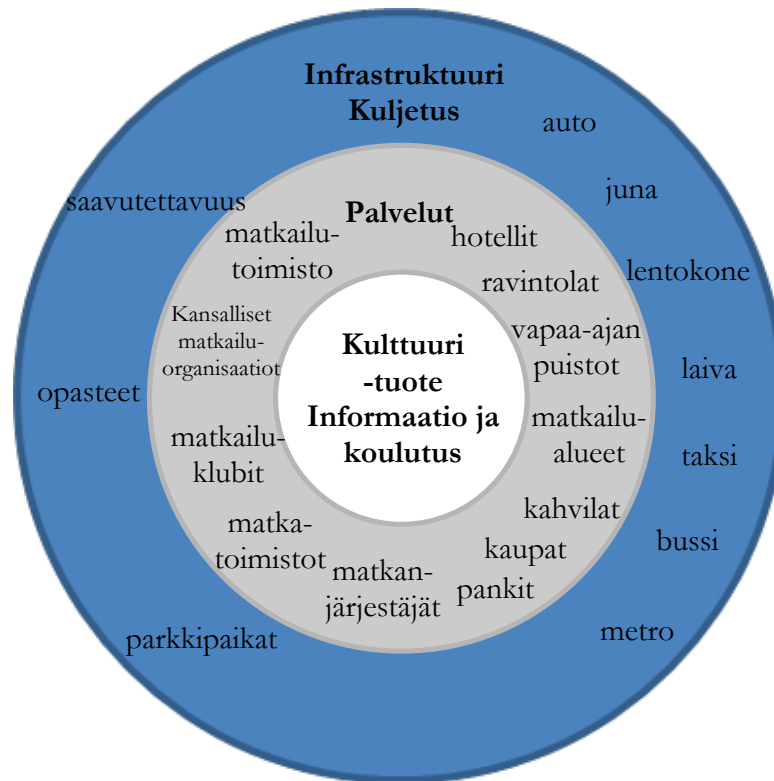 Infrastruktuuri
Kuljetus
auto
juna
lentokone
laiva
taksi
bussi
metro
saavutettavuus
opasteet
parkkipaikat
Palvelut
hotellit
ravintolat
vapaa-ajan
puistot
matkailu-
alueet
kahvilat
kaupat
pankit
matkan-
järjestäjät
matka-
toimistot
matkailu-
klubit
Kansalliset
matkailu-
organisaatiot
matkailu-
toimisto
Kulttuuri
-tuote
Informaatio ja
koulutus